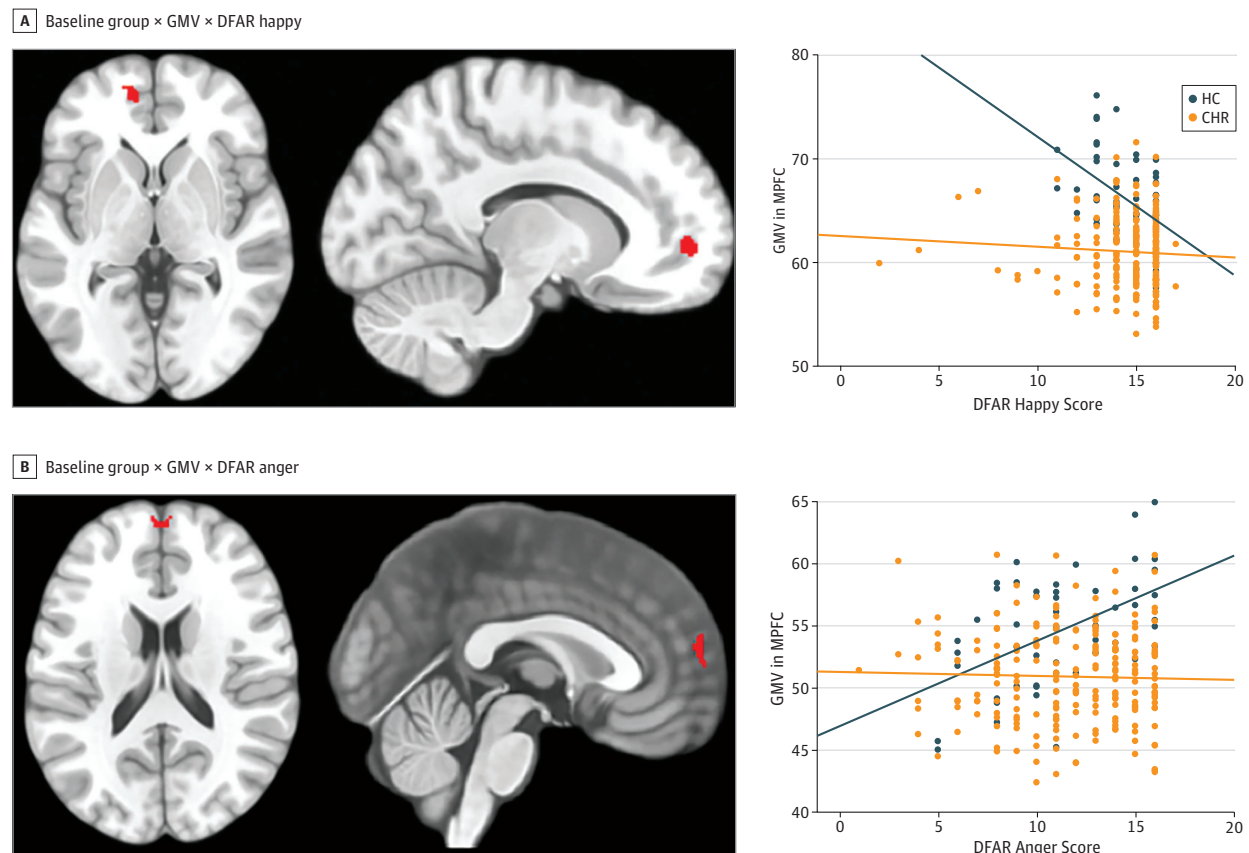 A Baseline group × GMV × DFAR happy
80
70
60
50
GMV in MPFC
HC
CHR
0 5 10 15 20
DFAR Happy Score
B Baseline group × GMV × DFAR anger
65
60
55
50
45
40
GMV in MPFC
0 5 10 15 20
DFAR Anger Score